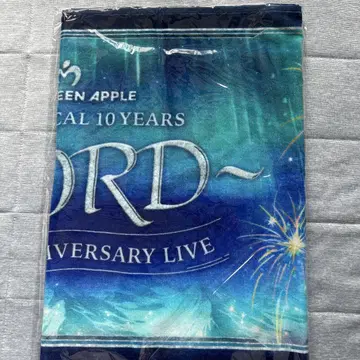 EEN APPLE
CAL 10 YEARS
ORD~
IVERSARY LIVE